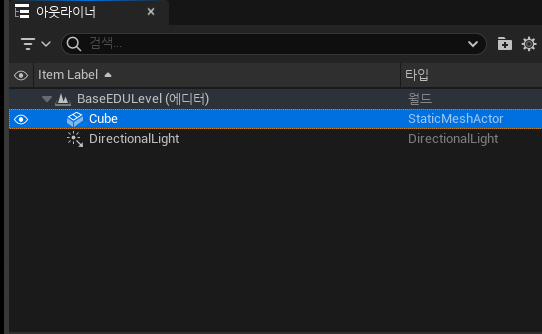 아웃라이너
검색...
Item Label 타입
BaseEDULevel (에디터) 월드
Cube StaticMeshActor
DirectionalLight DirectionalLight